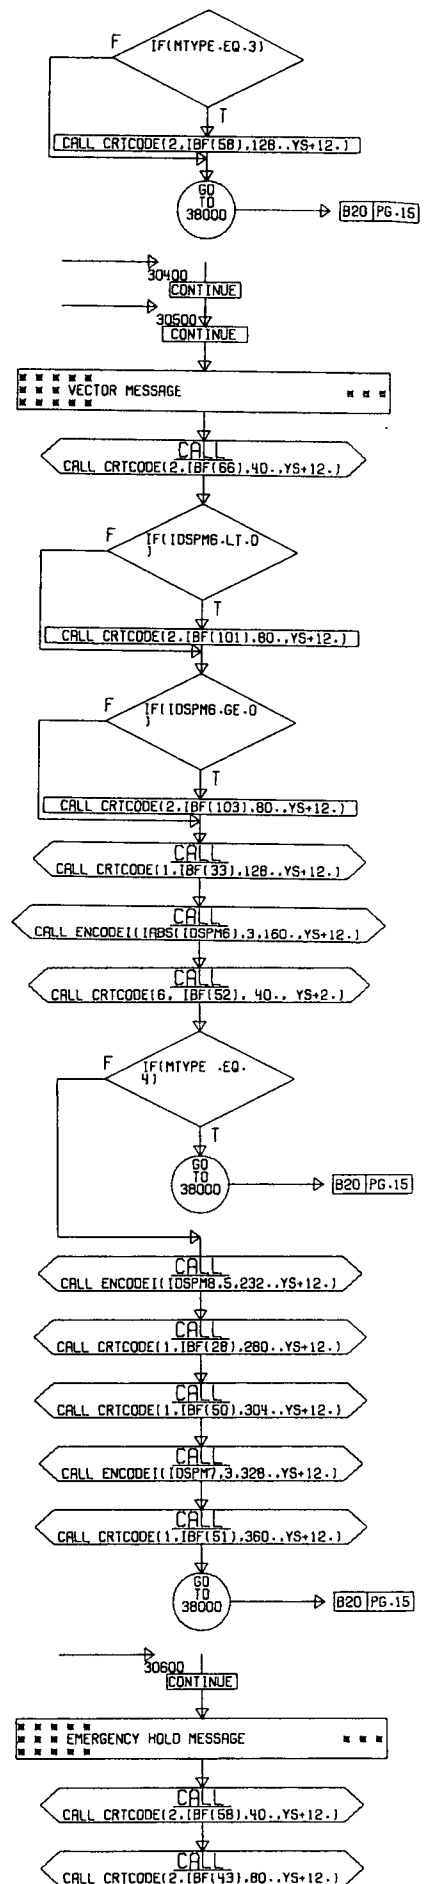 IF(MTYPE.EQ.3)
F
T
CALL CRTCODE(2,IBF(58),128.,YS+12.)
GO
TO
38000
B20 PG.15
30400
CONTINUE
30500
CONTINUE
VECTOR MESSAGE
CALL
CALL CRTCODE(2,IBF(66),40.,YS+12.)
F
IF(IDSPM6.LT.0
)
T
CALL CRTCODE(2,IBF(101),80.,YS+12.)
F
IF(IDSPM6.GE.0
)
T
CALL CRTCODE(2,IBF(103),80.,YS+12.)
CALL
CALL CRTCODE(1,IBF(33),128.,YS+12.)
CALL
CALL ENCODEI(IABS(IDSPM6),3,160.,YS+12.)
CALL
CALL CRTCODE(6, IBF(52), 40., YS+2.)
F
IF(MTYPE .EQ.
4)
T
GO
TO
38000
B20 PG.15
CALL
CALL ENCODEI(IDSPM8,5,232.,YS+12.)
CALL
CALL CRTCODE(1,IBF(28),280.,YS+12.)
CALL
CALL CRTCODE(1,IBF(50),304.,YS+12.)
CALL
CALL ENCODEI(IDSPM7,3,328.,YS+12.)
CALL
CALL CRTCODE(1,IBF(51),360.,YS+12.)
GO
TO
38000
B20 PG.15
30600
CONTINUE
EMERGENCY HOLD MESSAGE
CALL
CALL CRTCODE(2,IBF(58),40.,YS+12.)
CALL
CALL CRTCODE(2,IBF(43),80.,YS+12.)